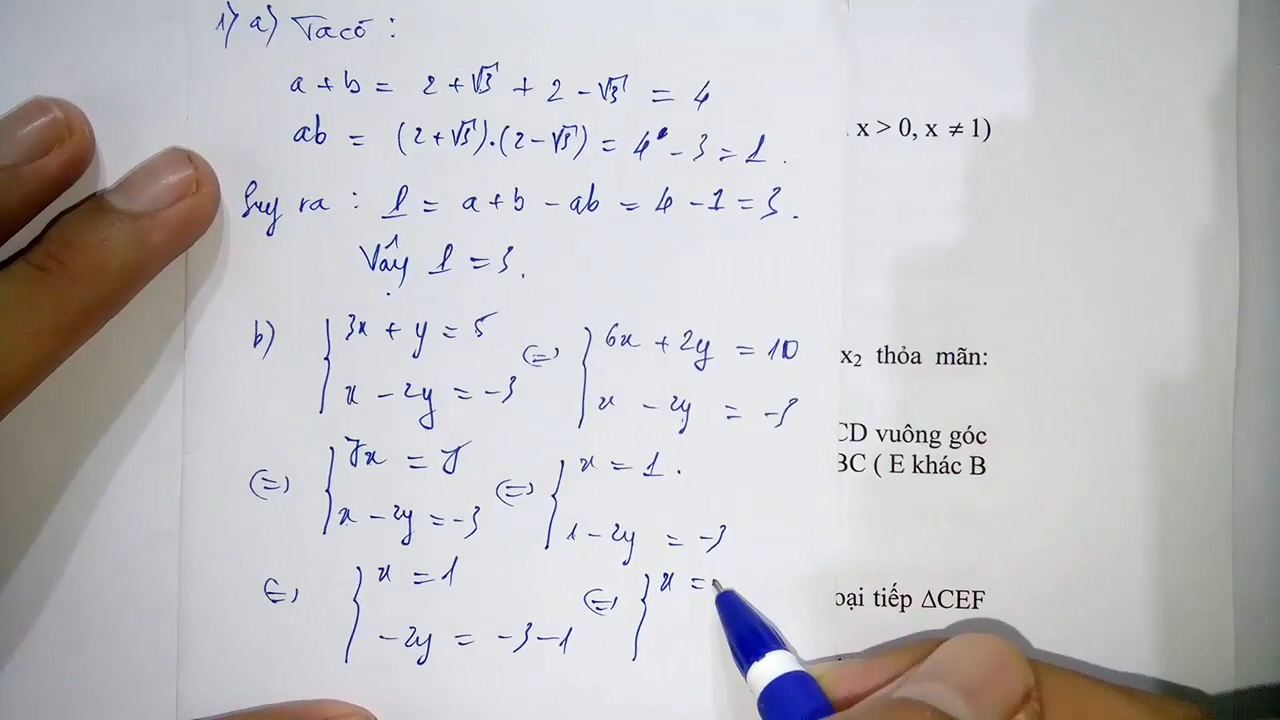 1) a) Ta có :
a + b = 2 + √3 + 2 - √3 = 4
ab = (2+√3).(2-√3) = 4 - 3 = 1.
x > 0, x ≠ 1)
Suy ra : P = a + b - ab = 4 - 1 = 3.
Vậy P = 3.
b) { 3x + y = 5 (=) { 6x + 2y = 10
x - 2y = -3 x - 2y = -3
x₂ thỏa mãn:
CD vuông góc
(=) { 7x = 7 (=) { x = 1.
BC ( E khác B
x - 2y = -3 1 - 2y = -3
(=) { x = 1 (=) { x =
oại tiếp ΔCEF
-2y = -3-1